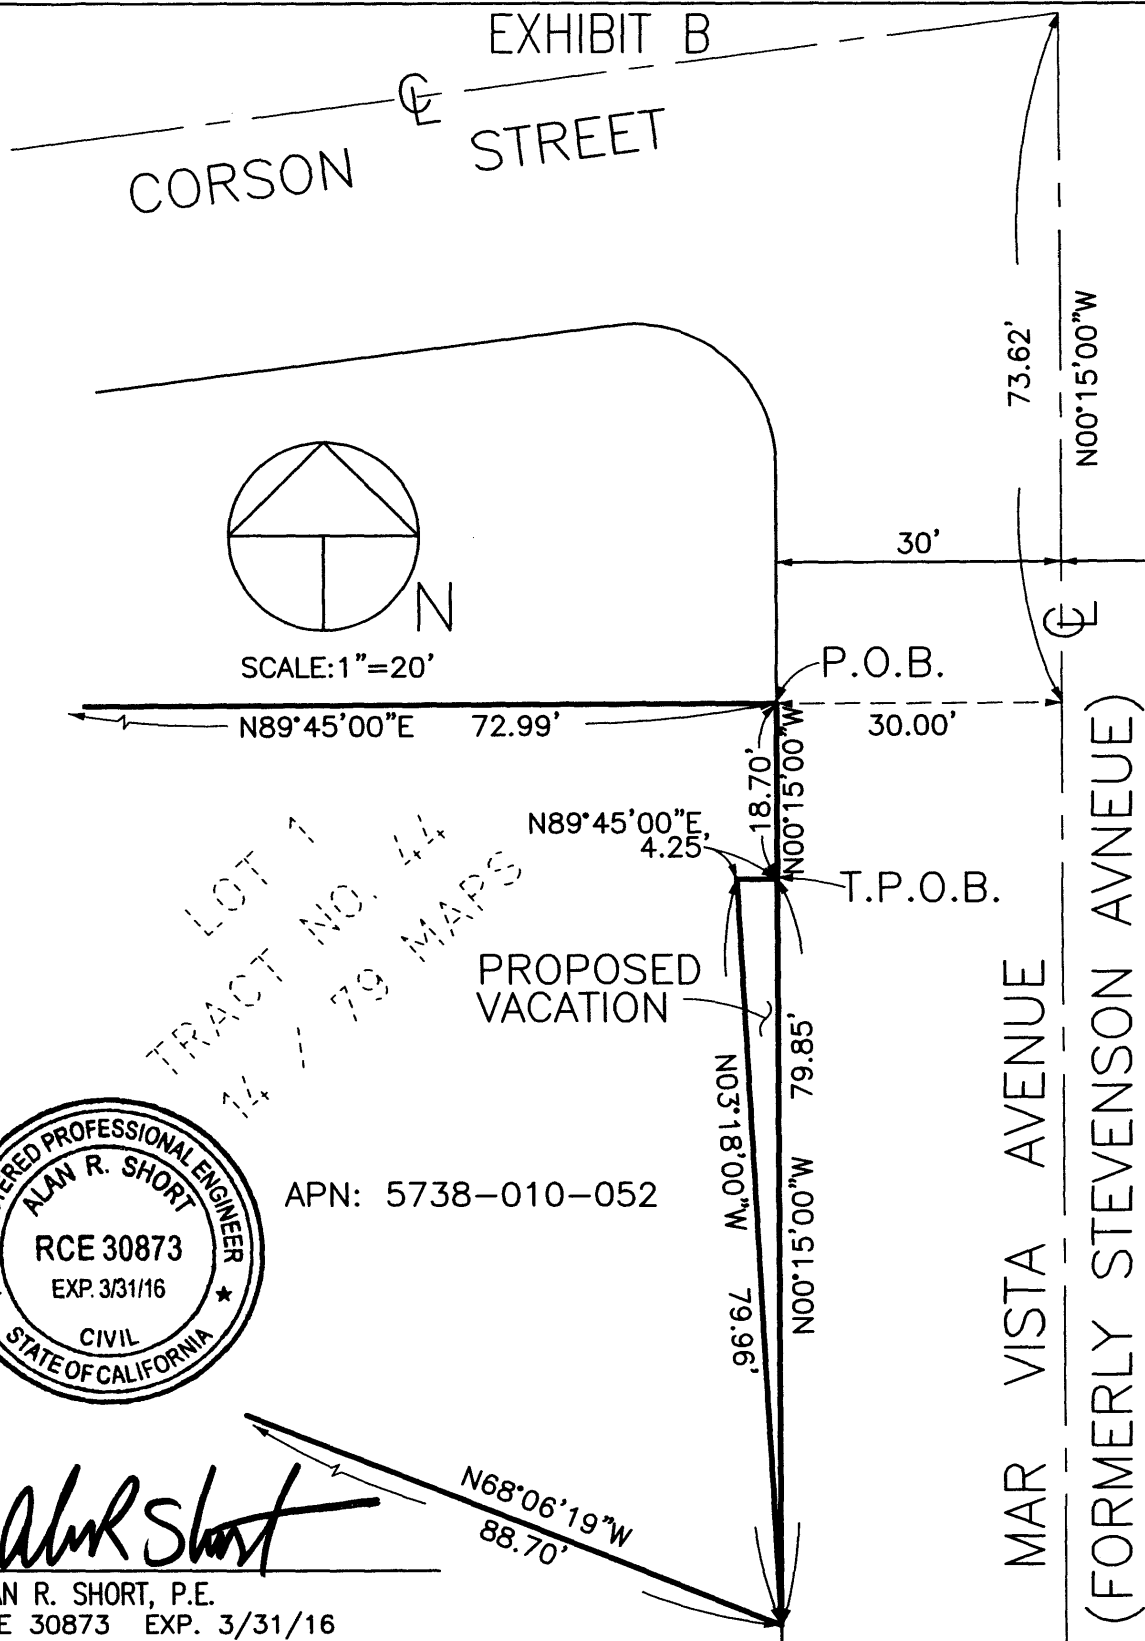 EXHIBIT B
℄
CORSON STREET
73.62'
N00°15'00"W
30'
N
℄
SCALE: 1"=20'
P.O.B.
N89°45'00"E 72.99'
30.00'
18.70'
N00°15'00"W
N89°45'00"E
4.25'
T.P.O.B.
LOT 1
TRACT NO. 44
14 / 79 MAPS
PROPOSED
VACATION
79.85'
N00°15'00"W
N03°18'00"W 79.96'
MAR VISTA AVENUE
(FORMERLY STEVENSON AVNEUE)
APN: 5738-010-052
PROFESSIONAL ENGINEER
ALAN R. SHORT
RCE 30873
EXP. 3/31/16
CIVIL
STATE OF CALIFORNIA
N68°06'19"W
88.70'
R. SHORT, P.E.
30873 EXP. 3/31/16